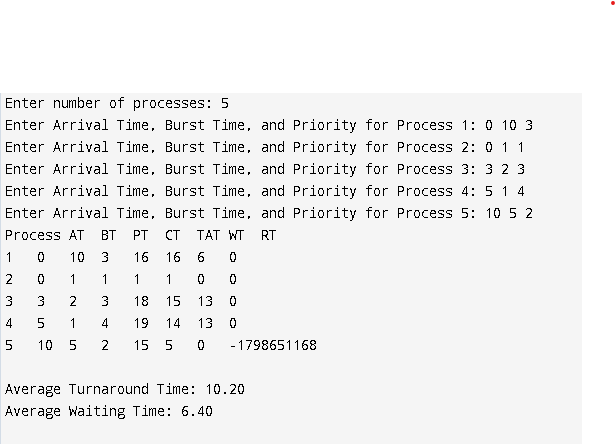 Enter number of processes: 5
Enter Arrival Time, Burst Time, and Priority for Process 1: 0 10 3
Enter Arrival Time, Burst Time, and Priority for Process 2: 0 1 1
Enter Arrival Time, Burst Time, and Priority for Process 3: 3 2 3
Enter Arrival Time, Burst Time, and Priority for Process 4: 5 1 4
Enter Arrival Time, Burst Time, and Priority for Process 5: 10 5 2
Process AT  BT  PT  CT  TAT WT  RT
1   0   10  3   16  16  6   0
2   0   1   1   1   1   0   0
3   3   2   3   18  15  13  0
4   5   1   4   19  14  13  0
5   10  5   2   15  5   0   -1798651168
Average Turnaround Time: 10.20
Average Waiting Time: 6.40